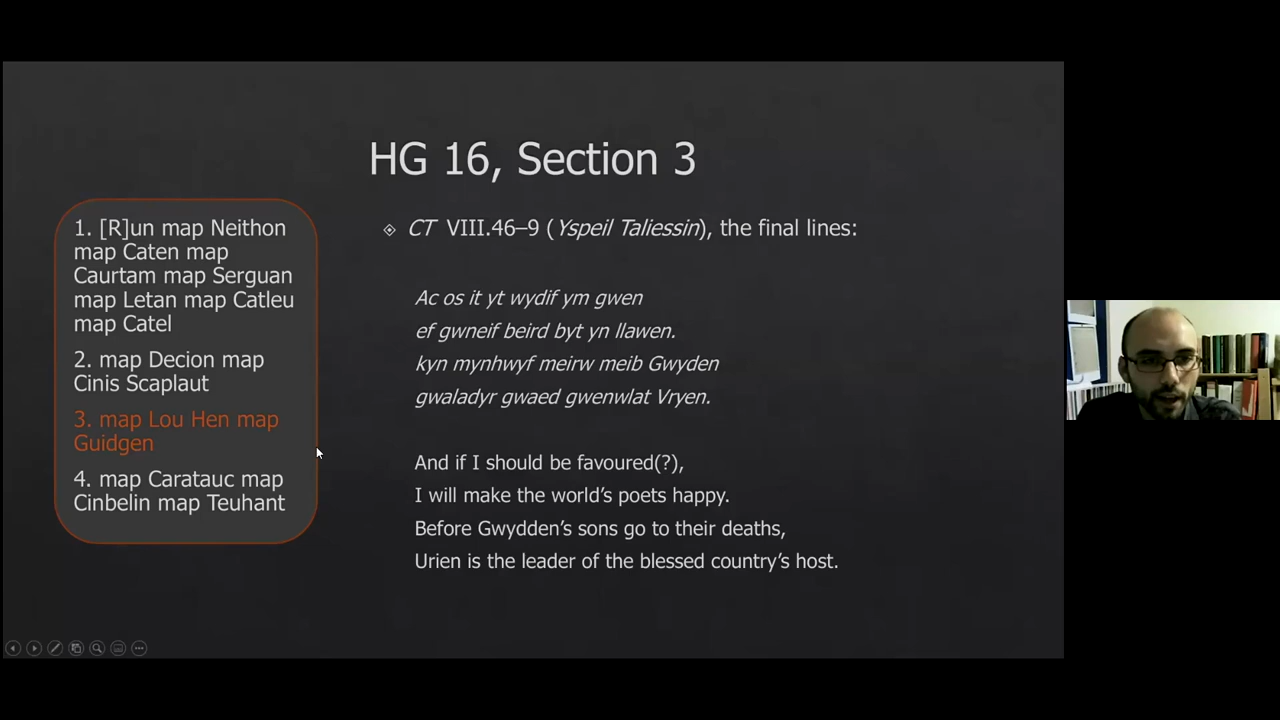 HG 16, Section 3
1. [R]un map Neithon
map Caten map
Caurtam map Serguan
map Letan map Catleu
map Catel
2. map Decion map
Cinis Scaplaut
3. map Lou Hen map
Guidgen
4. map Caratauc map
Cinbelin map Teuhant
CT VIII.46–9 (Yspeil Taliessin), the final lines:
Ac os it yt wydif ym gwen
ef gwneif beird byt yn llawen.
kyn mynhwyf meirw meib Gwyden
gwaladyr gwaed gwenwlat Vryen.
And if I should be favoured(?),
I will make the world’s poets happy.
Before Gwydden’s sons go to their deaths,
Urien is the leader of the blessed country’s host.